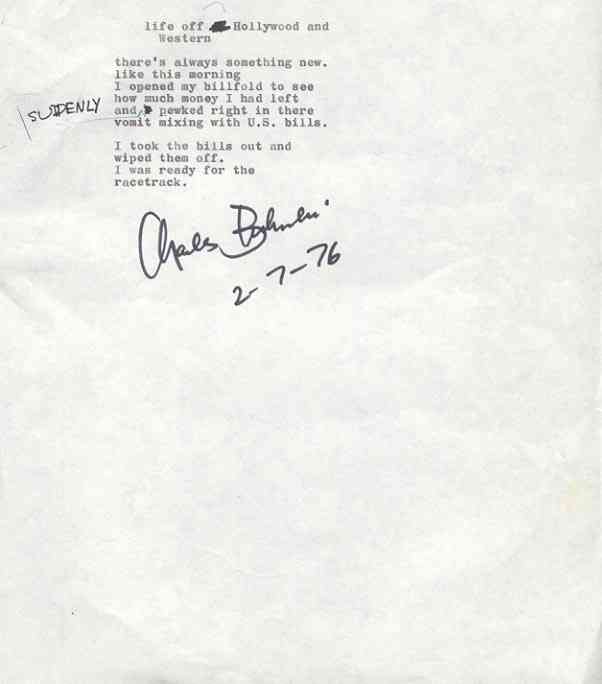 life off Hollywood and
Western
there's always something new.
like this morning
I opened my billfold to see
how much money I had left
SUDDENLY
and pewked right in there
vomit mixing with U.S. bills.
I took the bills out and
wiped them off.
I was ready for the
racetrack.
Charles Bukowski
2-7-76